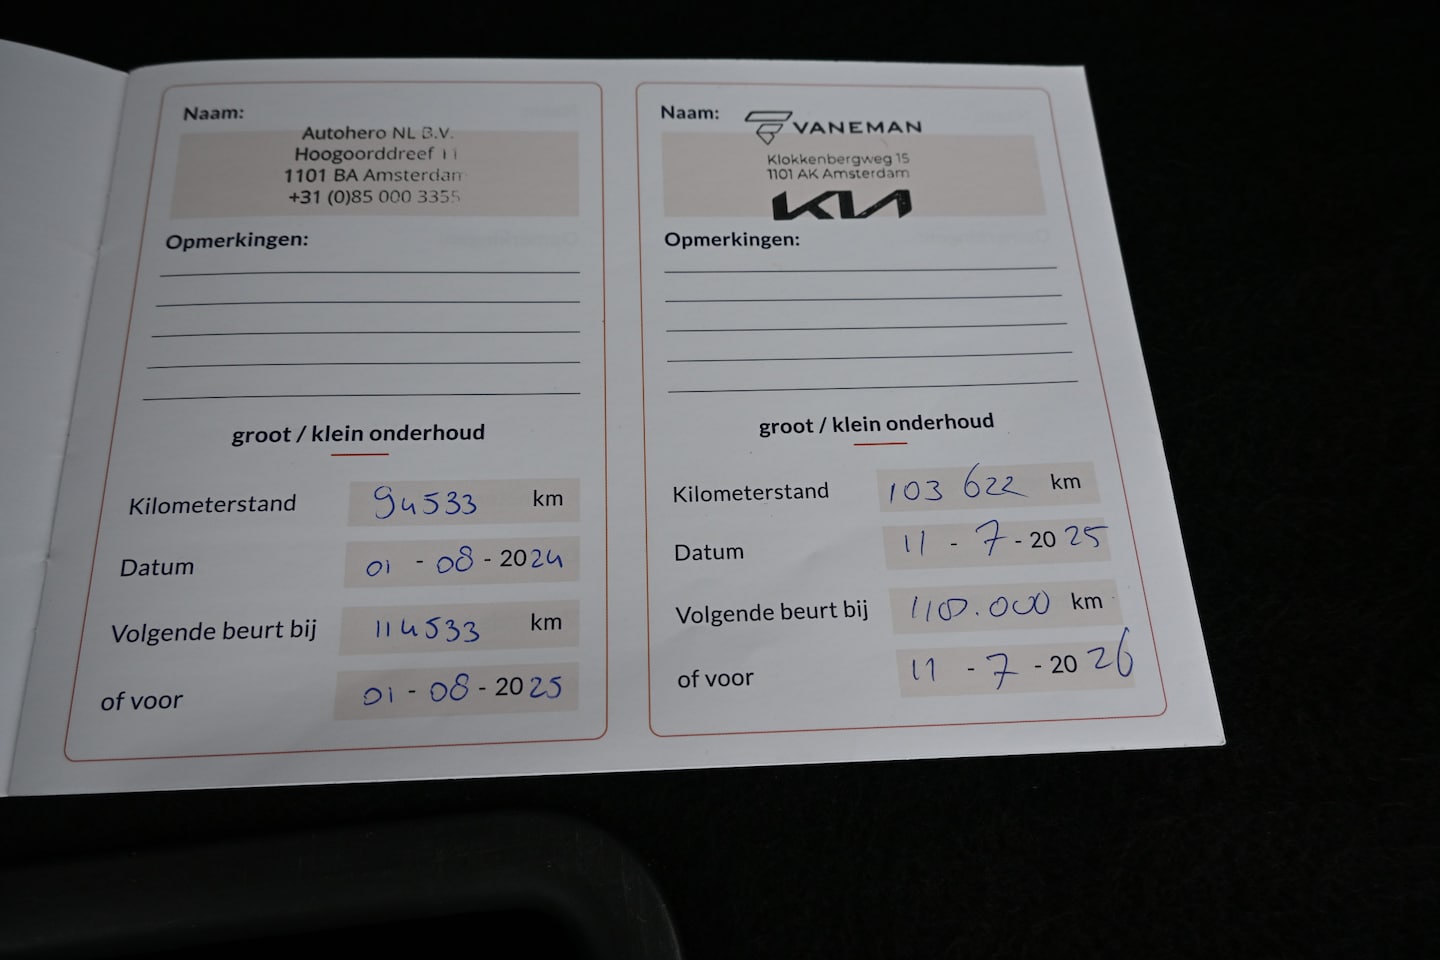 Naam:
Autohero NL B.V.
Hoogoorddreef 11
1101 BA Amsterdam
+31 (0)85 000 3355
Opmerkingen:
groot / klein onderhoud
Kilometerstand 94533 km
Datum 01 - 08 - 2024
Volgende beurt bij 114533 km
of voor 01 - 08 - 2025
Naam:
VANEMAN
Klokkenbergweg 15
1101 AK Amsterdam
KIA
Opmerkingen:
groot / klein onderhoud
Kilometerstand 103 622 km
Datum 11 - 7 - 2025
Volgende beurt bij 110.000 km
of voor 11 - 7 - 2026